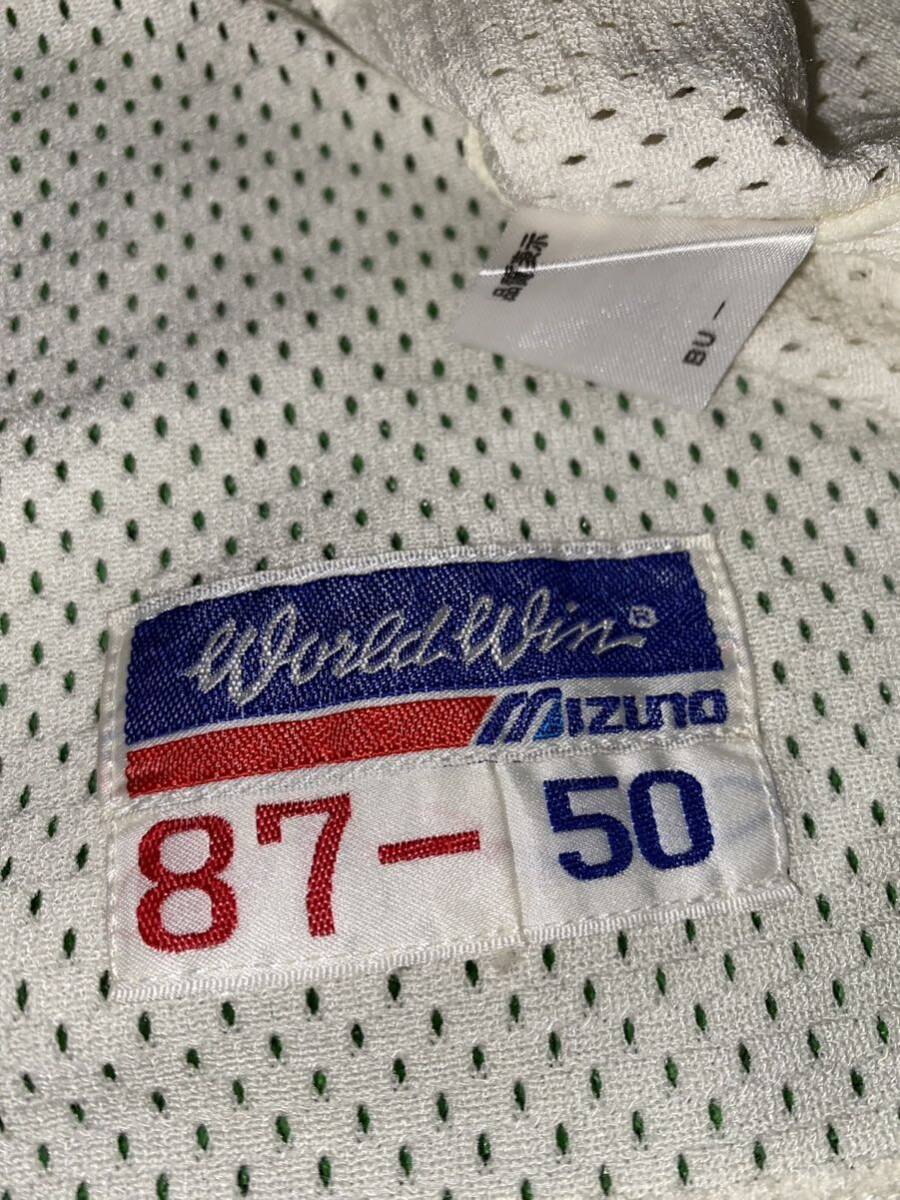 BU -
World Win®
MIZUNO
87- 50